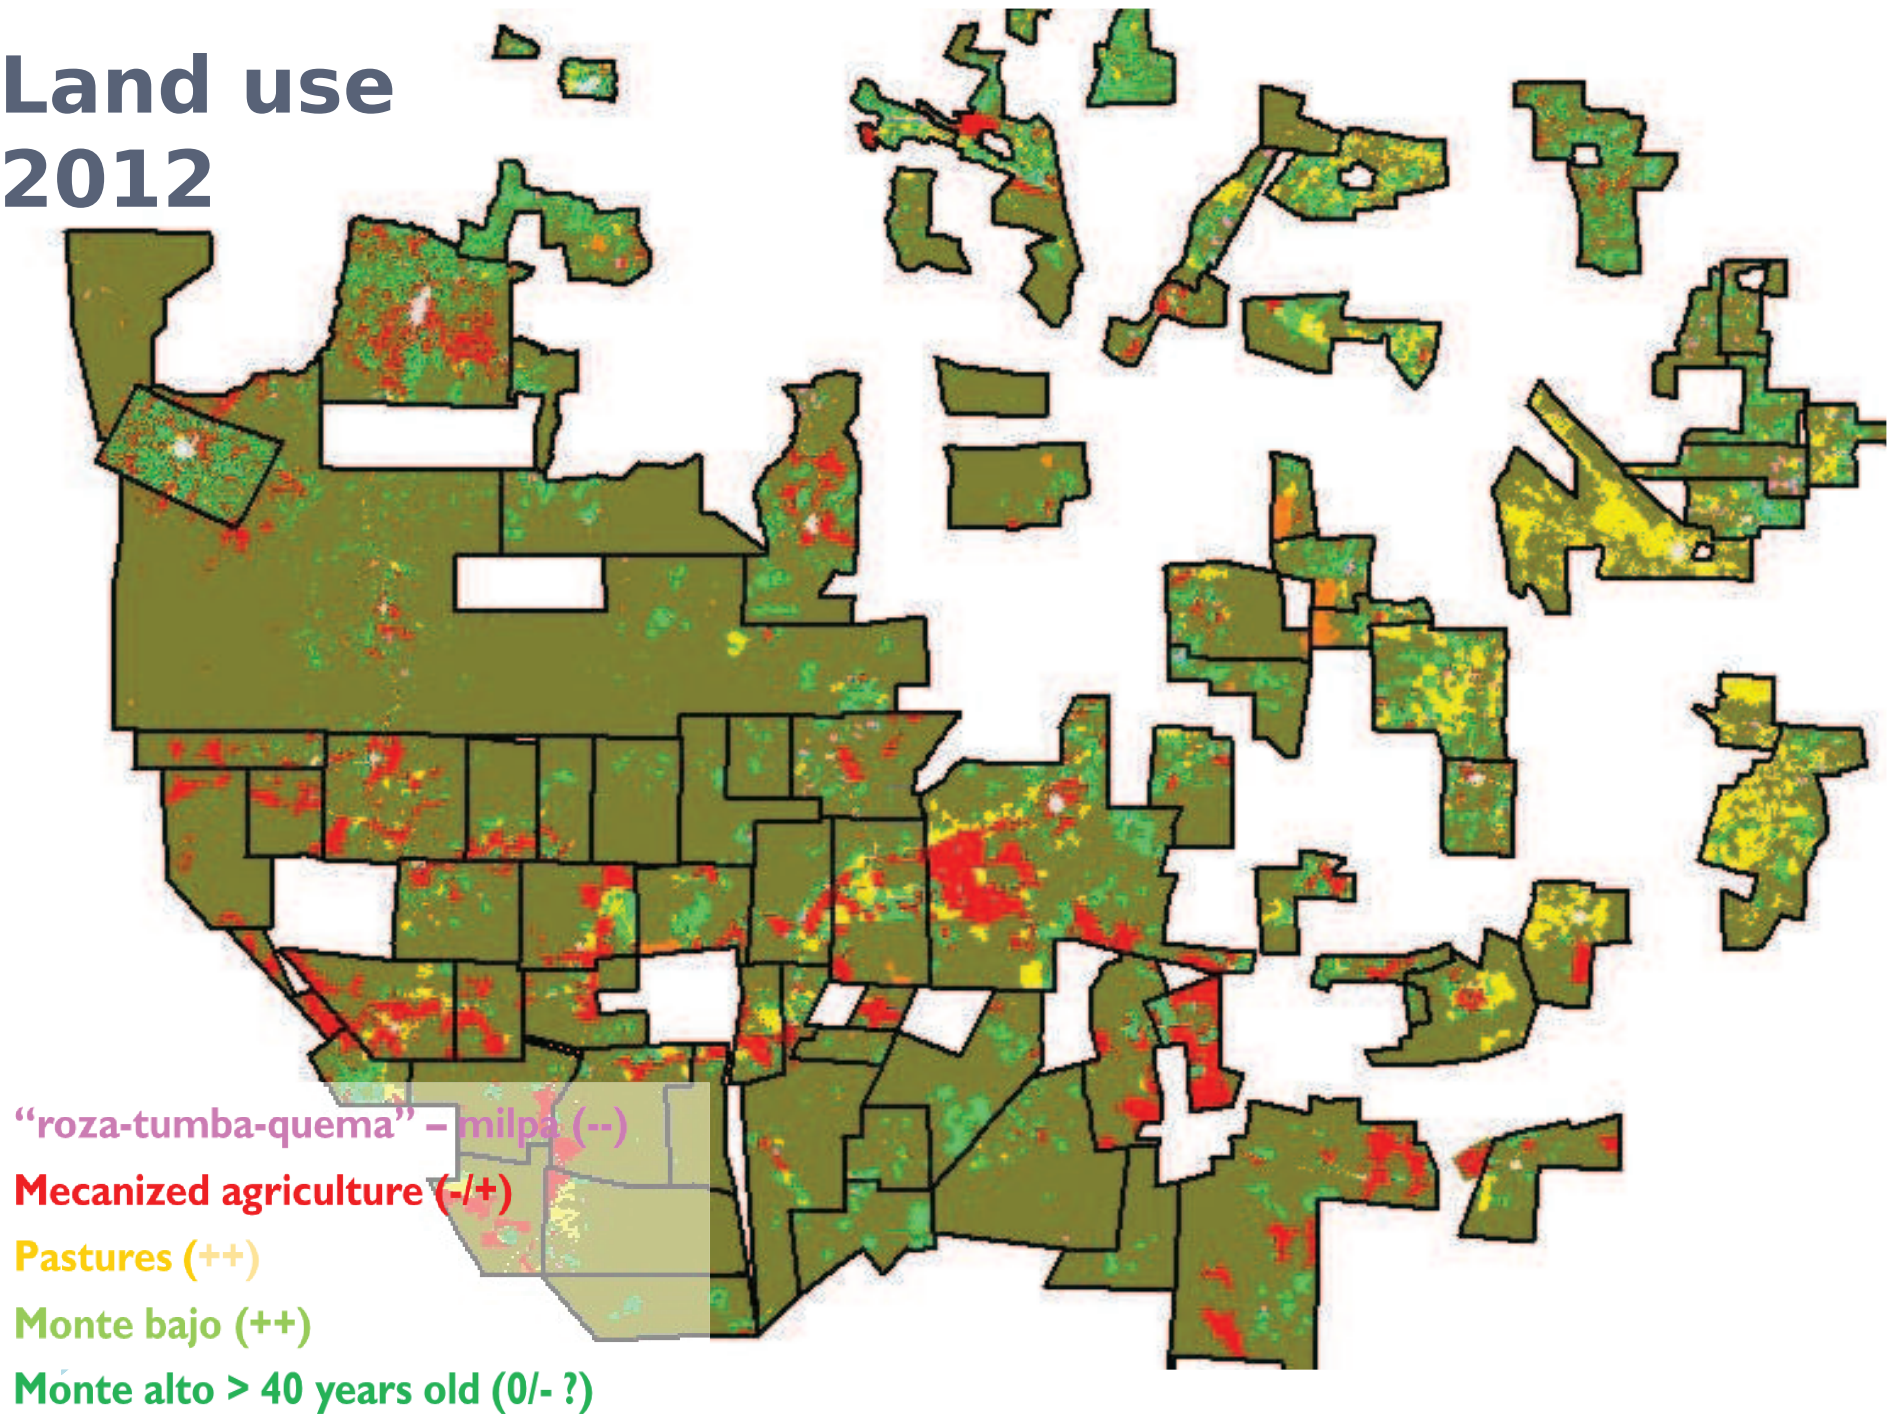 Land use
2012
“roza-tumba-quema” – milpa (--)
Mecanized agriculture (-/+)
Pastures (++)
Monte bajo (++)
Monte alto > 40 years old (0/- ?)